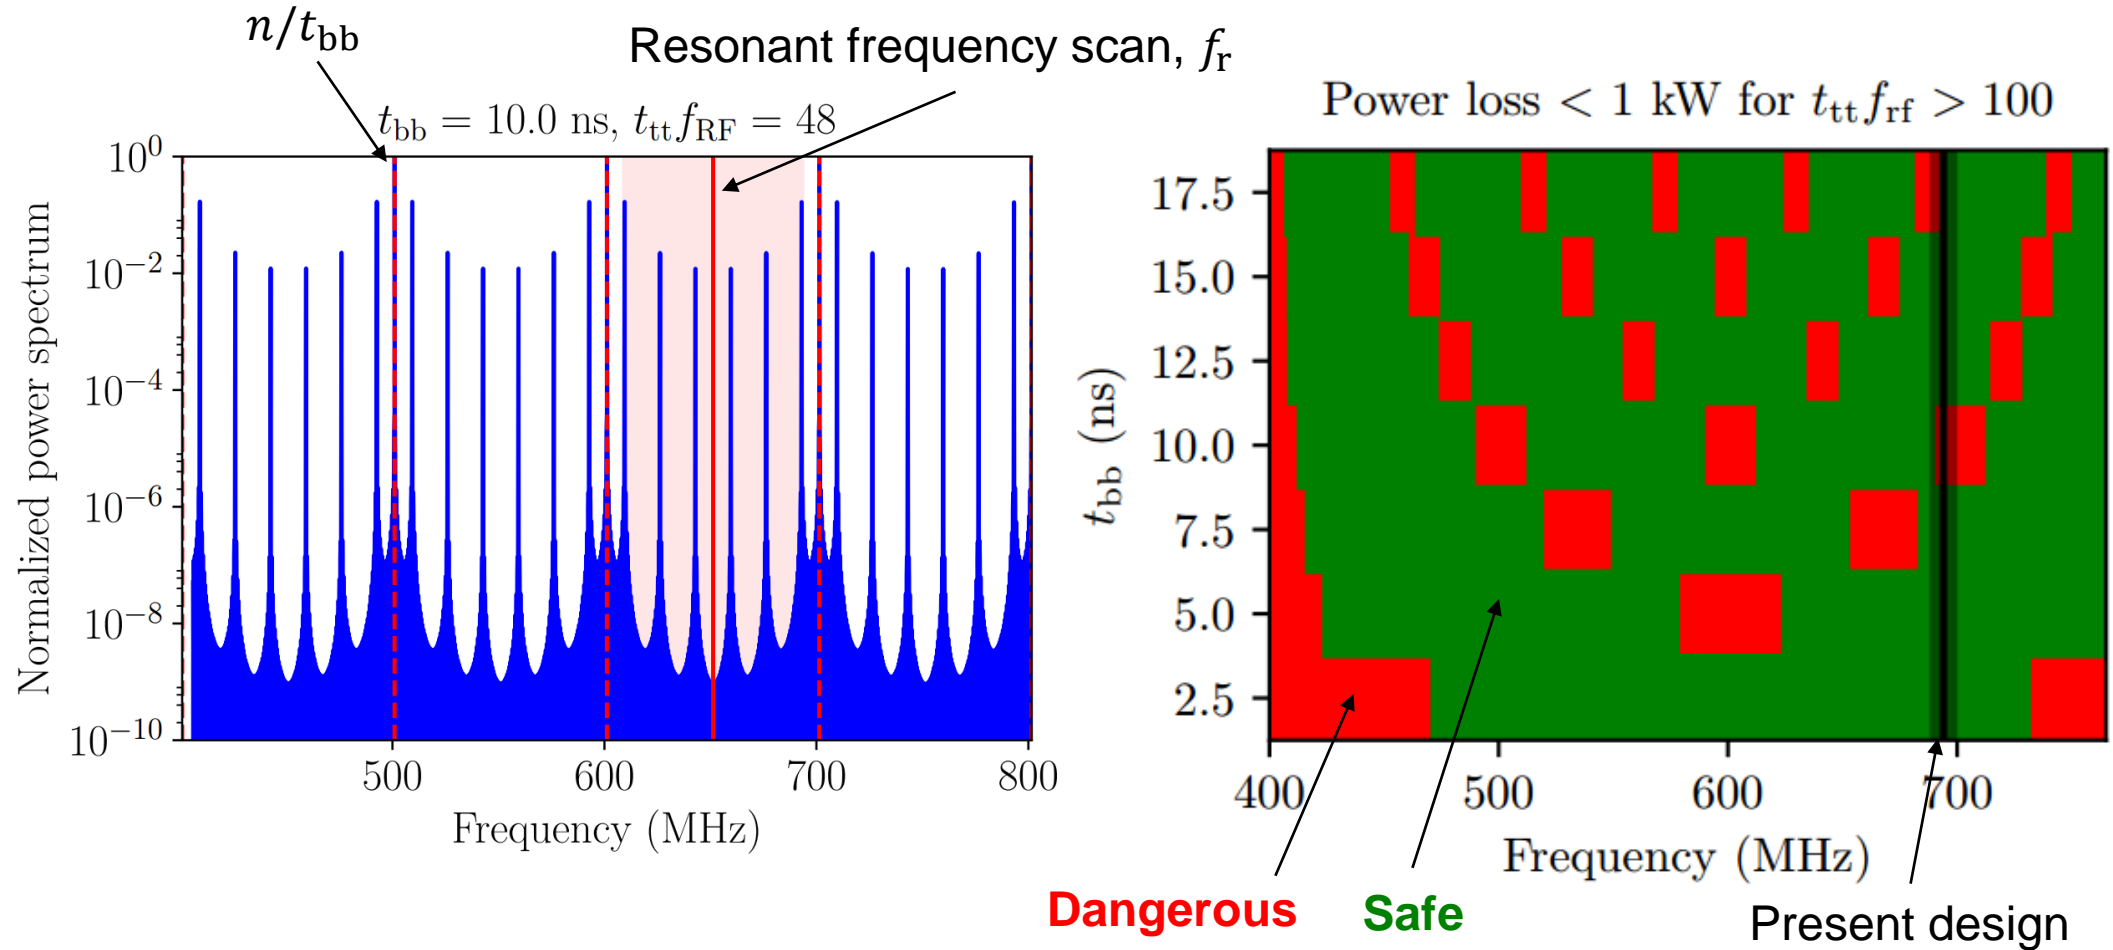 n/t_bb
Resonant frequency scan, f_r
t_bb = 10.0 ns, t_tt f_RF = 48
Normalized power spectrum
10^0
10^−2
10^−4
10^−6
10^−8
10^−10
500
600
700
800
Frequency (MHz)
Power loss < 1 kW for t_tt f_rf > 100
t_bb (ns)
17.5
15.0
12.5
10.0
7.5
5.0
2.5
400
500
600
700
Frequency (MHz)
Dangerous
Safe
Present design